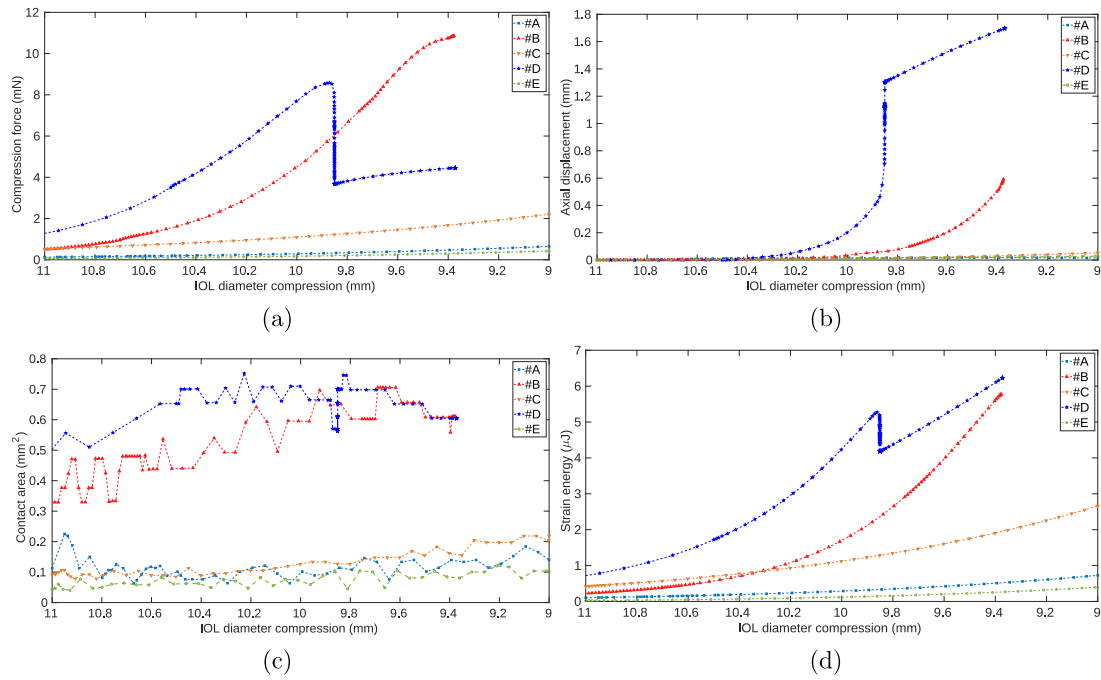 12
10
8
6
4
2
0
Compression force (mN)
11 10.8 10.6 10.4 10.2 10 9.8 9.6 9.4 9.2 9
IOL diameter compression (mm)
#A
#B
#C
#D
#E
(a)
1.8
1.6
1.4
1.2
1
0.8
0.6
0.4
0.2
0
Axial displacement (mm)
11 10.8 10.6 10.4 10.2 10 9.8 9.6 9.4 9.2 9
IOL diameter compression (mm)
#A
#B
#C
#D
#E
(b)
0.8
0.7
0.6
0.5
0.4
0.3
0.2
0.1
0
Contact area (mm²)
11 10.8 10.6 10.4 10.2 10 9.8 9.6 9.4 9.2 9
IOL diameter compression (mm)
#A
#B
#C
#D
#E
(c)
7
6
5
4
3
2
1
0
Strain energy (μJ)
11 10.8 10.6 10.4 10.2 10 9.8 9.6 9.4 9.2 9
IOL diameter compression (mm)
#A
#B
#C
#D
#E
(d)